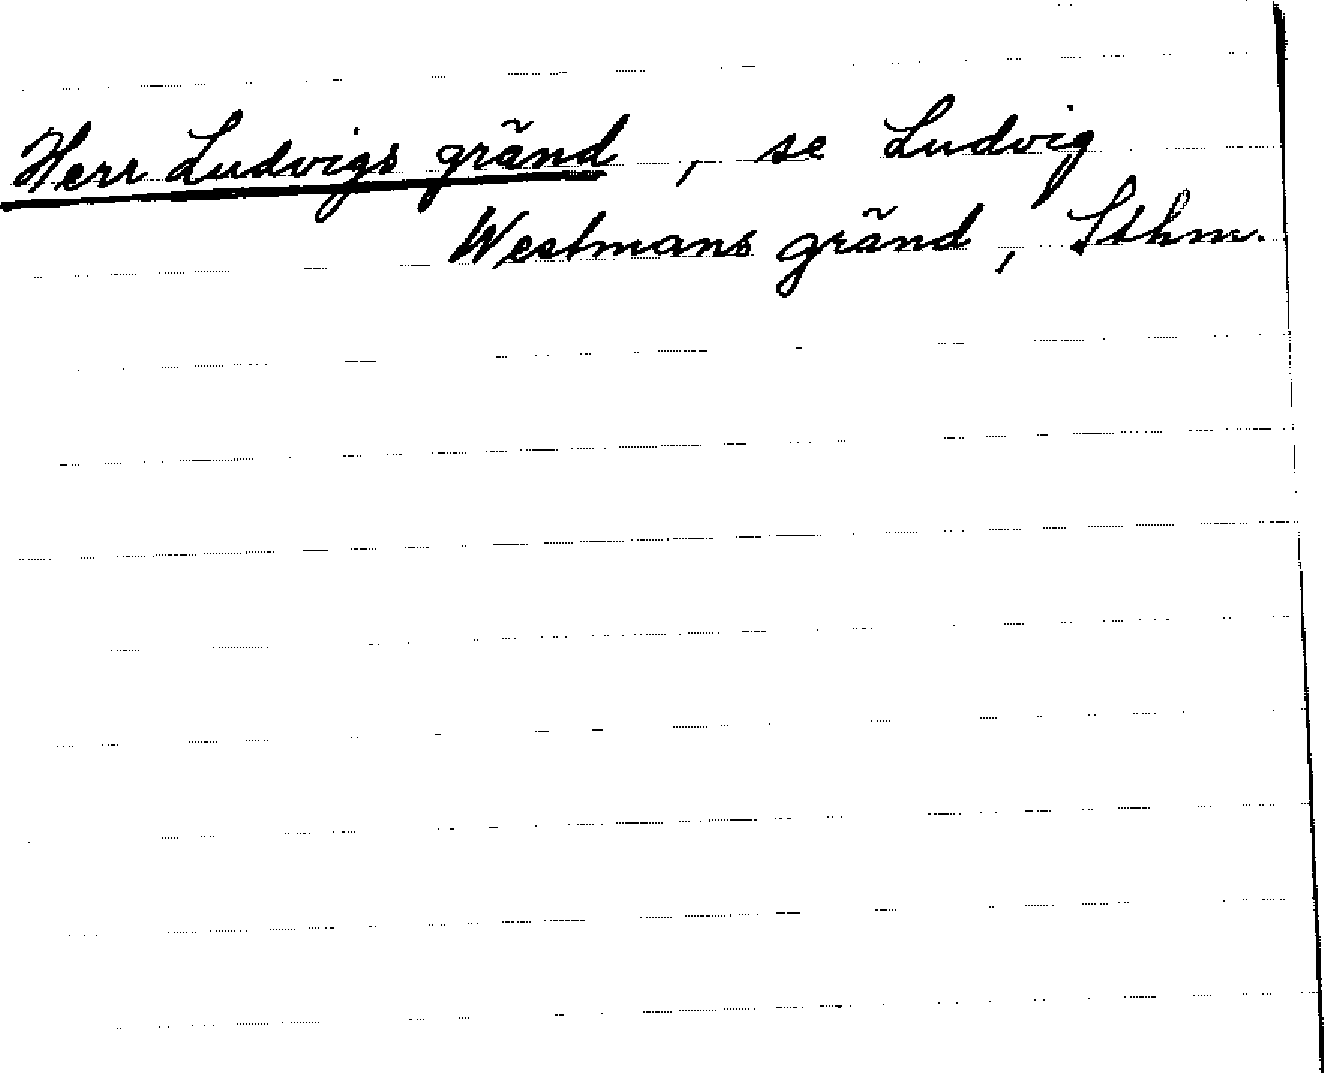 Herr Ludvigs gränd, se Ludvig
Westmans gränd, Sthm.